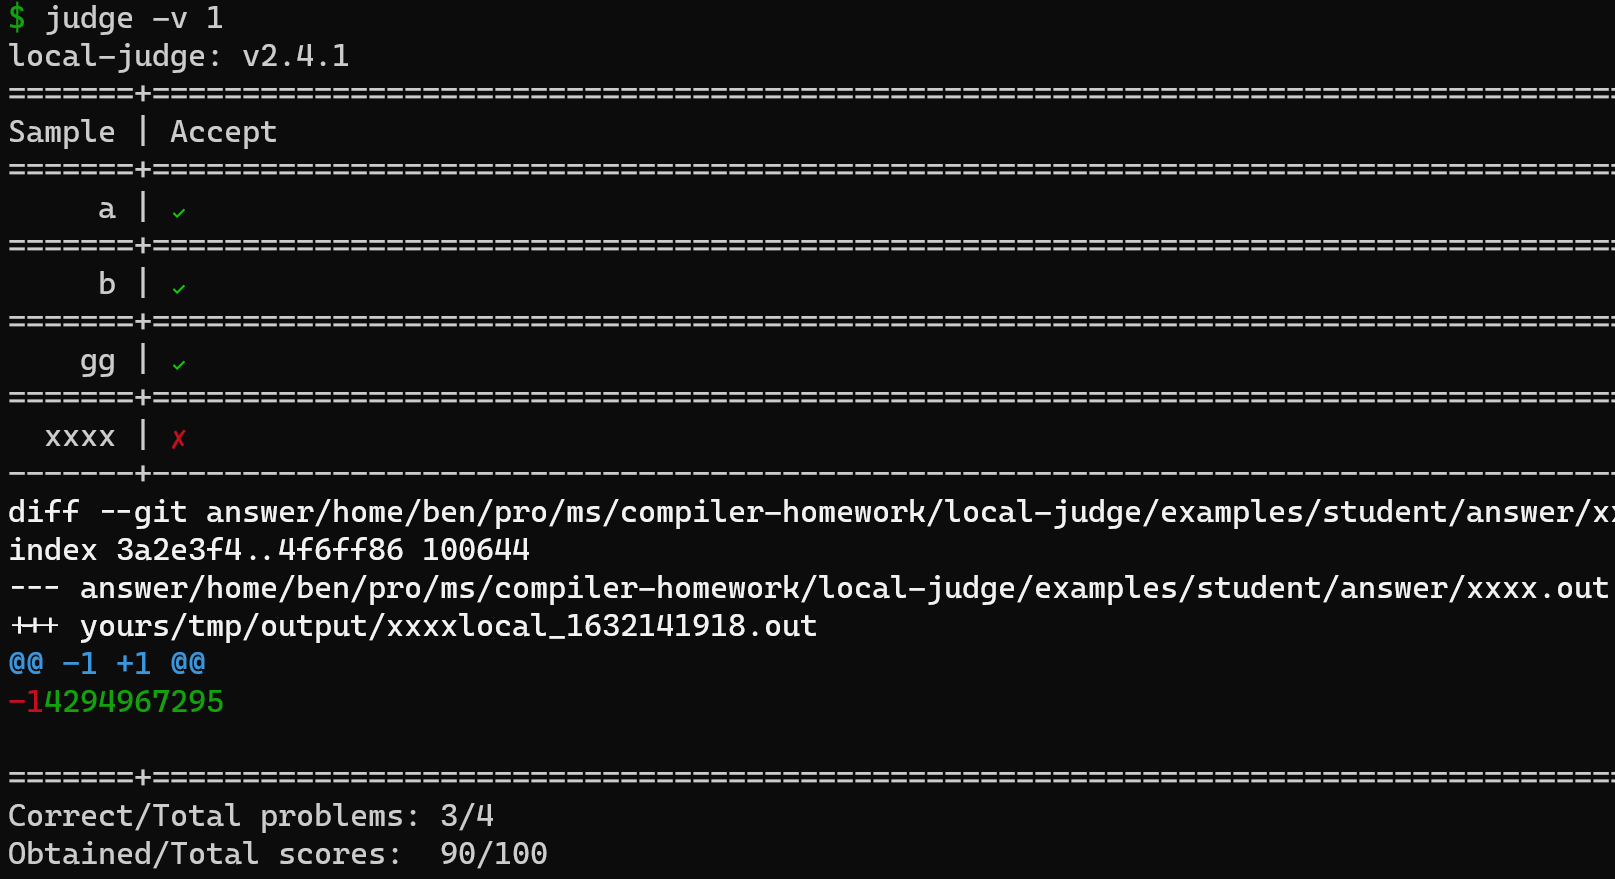 $ judge -v 1
local-judge: v2.4.1
=======+==================================================================================
Sample | Accept
=======+==================================================================================
     a | ✓
=======+==================================================================================
     b | ✓
=======+==================================================================================
    gg | ✓
=======+==================================================================================
  xxxx | ✗
-------+----------------------------------------------------------------------------------
diff --git answer/home/ben/pro/ms/compiler-homework/local-judge/examples/student/answer/xx
index 3a2e3f4..4f6ff86 100644
--- answer/home/ben/pro/ms/compiler-homework/local-judge/examples/student/answer/xxxx.out
+++ yours/tmp/output/xxxxlocal_1632141918.out
@@ -1 +1 @@
-14294967295
=======+==================================================================================
Correct/Total problems: 3/4
Obtained/Total scores:  90/100